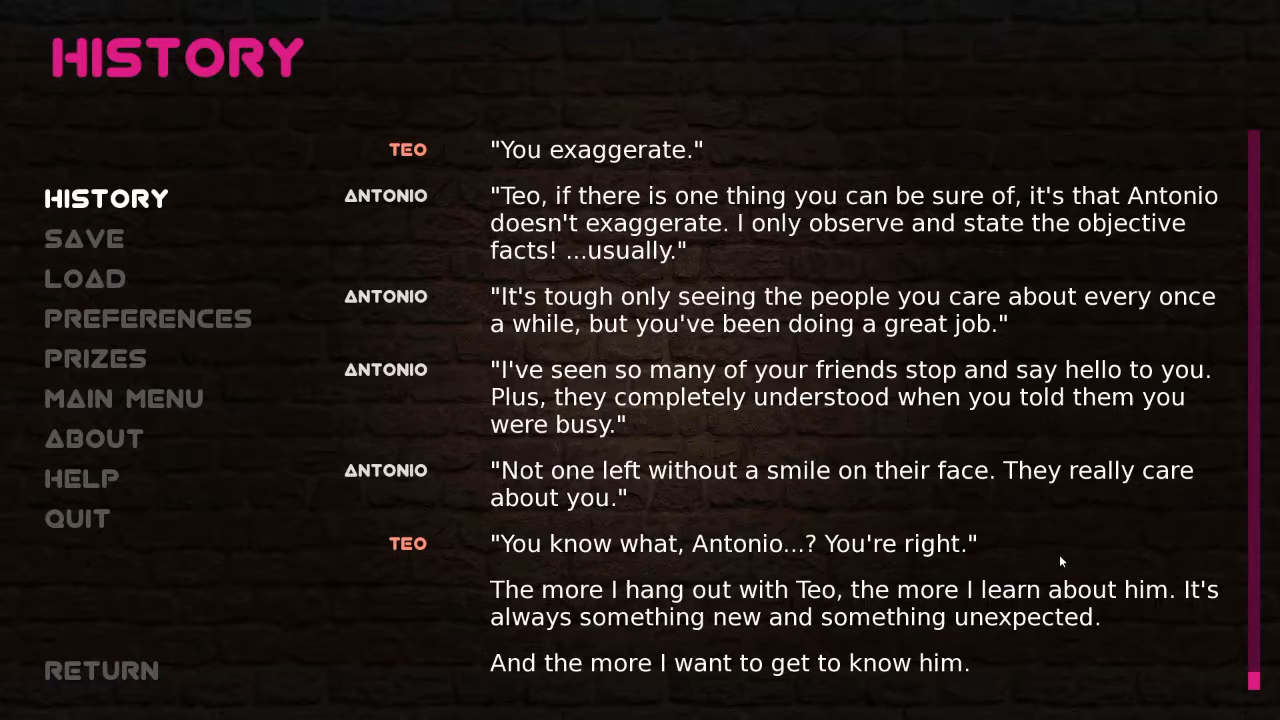 HISTORY
TEO
"You exaggerate."
HISTORY
ANTONIO
"Teo, if there is one thing you can be sure of, it's that Antonio
doesn't exaggerate. I only observe and state the objective
facts! ...usually."
SAVE
LOAD
ANTONIO
"It's tough only seeing the people you care about every once
a while, but you've been doing a great job."
PREFERENCES
PRIZES
ANTONIO
"I've seen so many of your friends stop and say hello to you.
Plus, they completely understood when you told them you
were busy."
MAIN MENU
ABOUT
ANTONIO
"Not one left without a smile on their face. They really care
about you."
HELP
QUIT
TEO
"You know what, Antonio...? You're right."
The more I hang out with Teo, the more I learn about him. It's
always something new and something unexpected.
And the more I want to get to know him.
RETURN